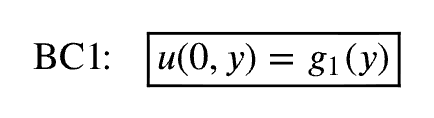 BC1: u(0, y) = g₁(y)